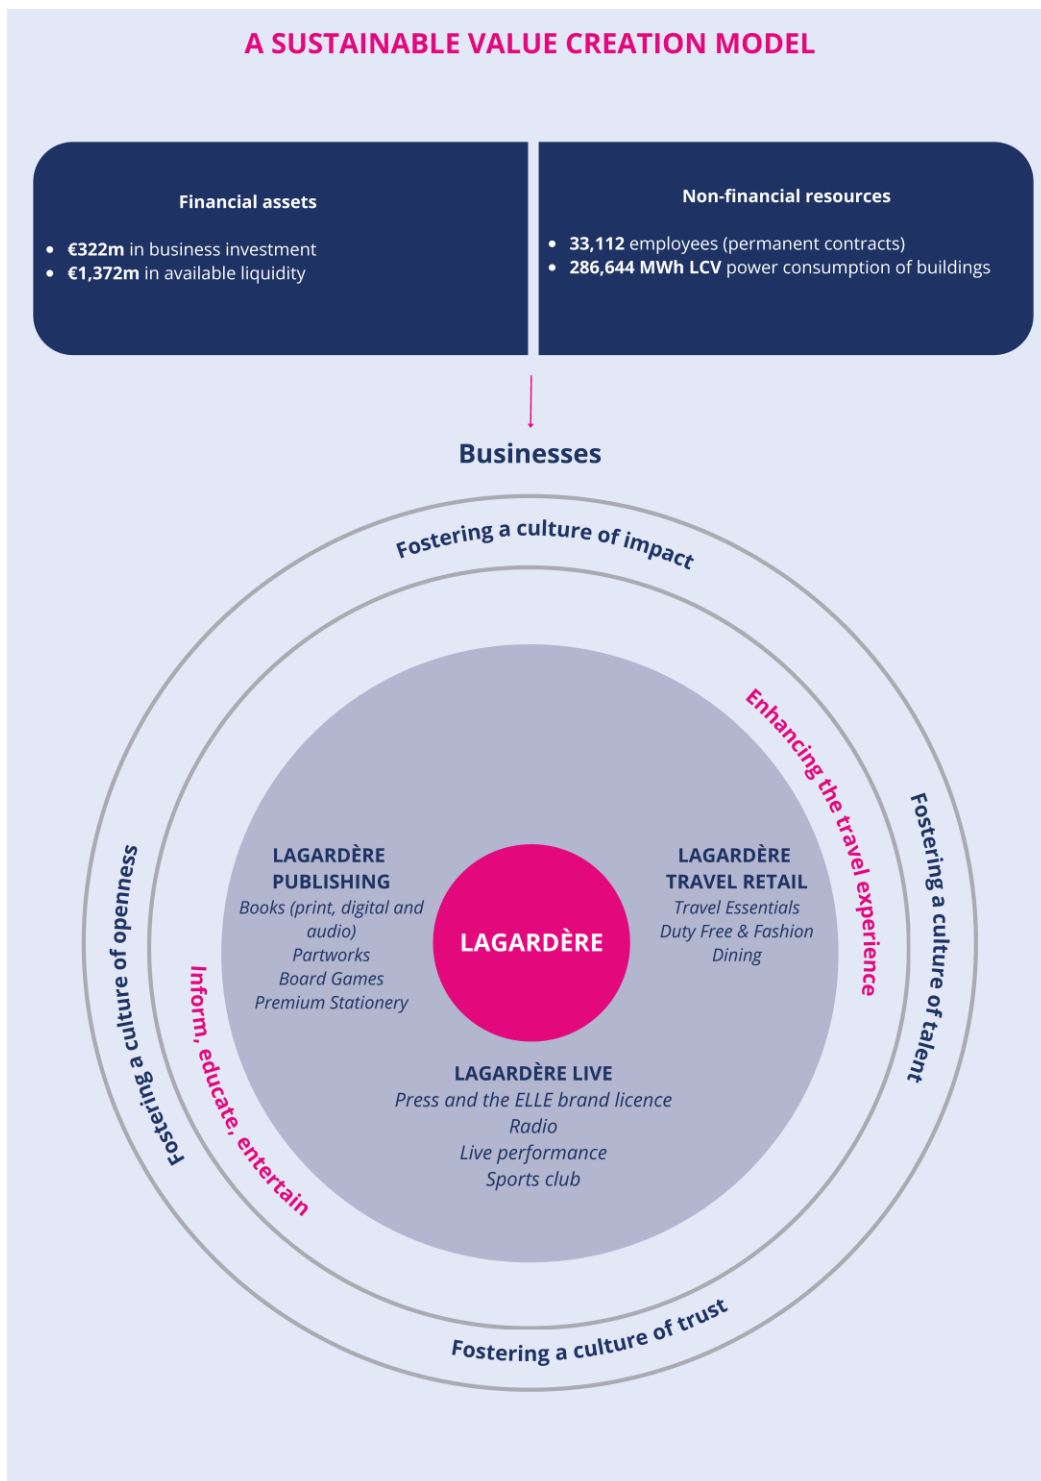 A SUSTAINABLE VALUE CREATION MODEL
Financial assets
• €322m in business investment
• €1,372m in available liquidity
Non-financial resources
• 33,112 employees (permanent contracts)
• 286,644 MWh LCV power consumption of buildings
Businesses
Fostering a culture of impact
Enhancing the travel experience
Fostering a culture of talent
Fostering a culture of openness
Inform, educate, entertain
LAGARDÈRE
PUBLISHING
Books (print, digital and
audio)
Partworks
Board Games
Premium Stationery
LAGARDÈRE
LAGARDÈRE
TRAVEL RETAIL
Travel Essentials
Duty Free & Fashion
Dining
LAGARDÈRE LIVE
Press and the ELLE brand licence
Radio
Live performance
Sports club
Fostering a culture of trust